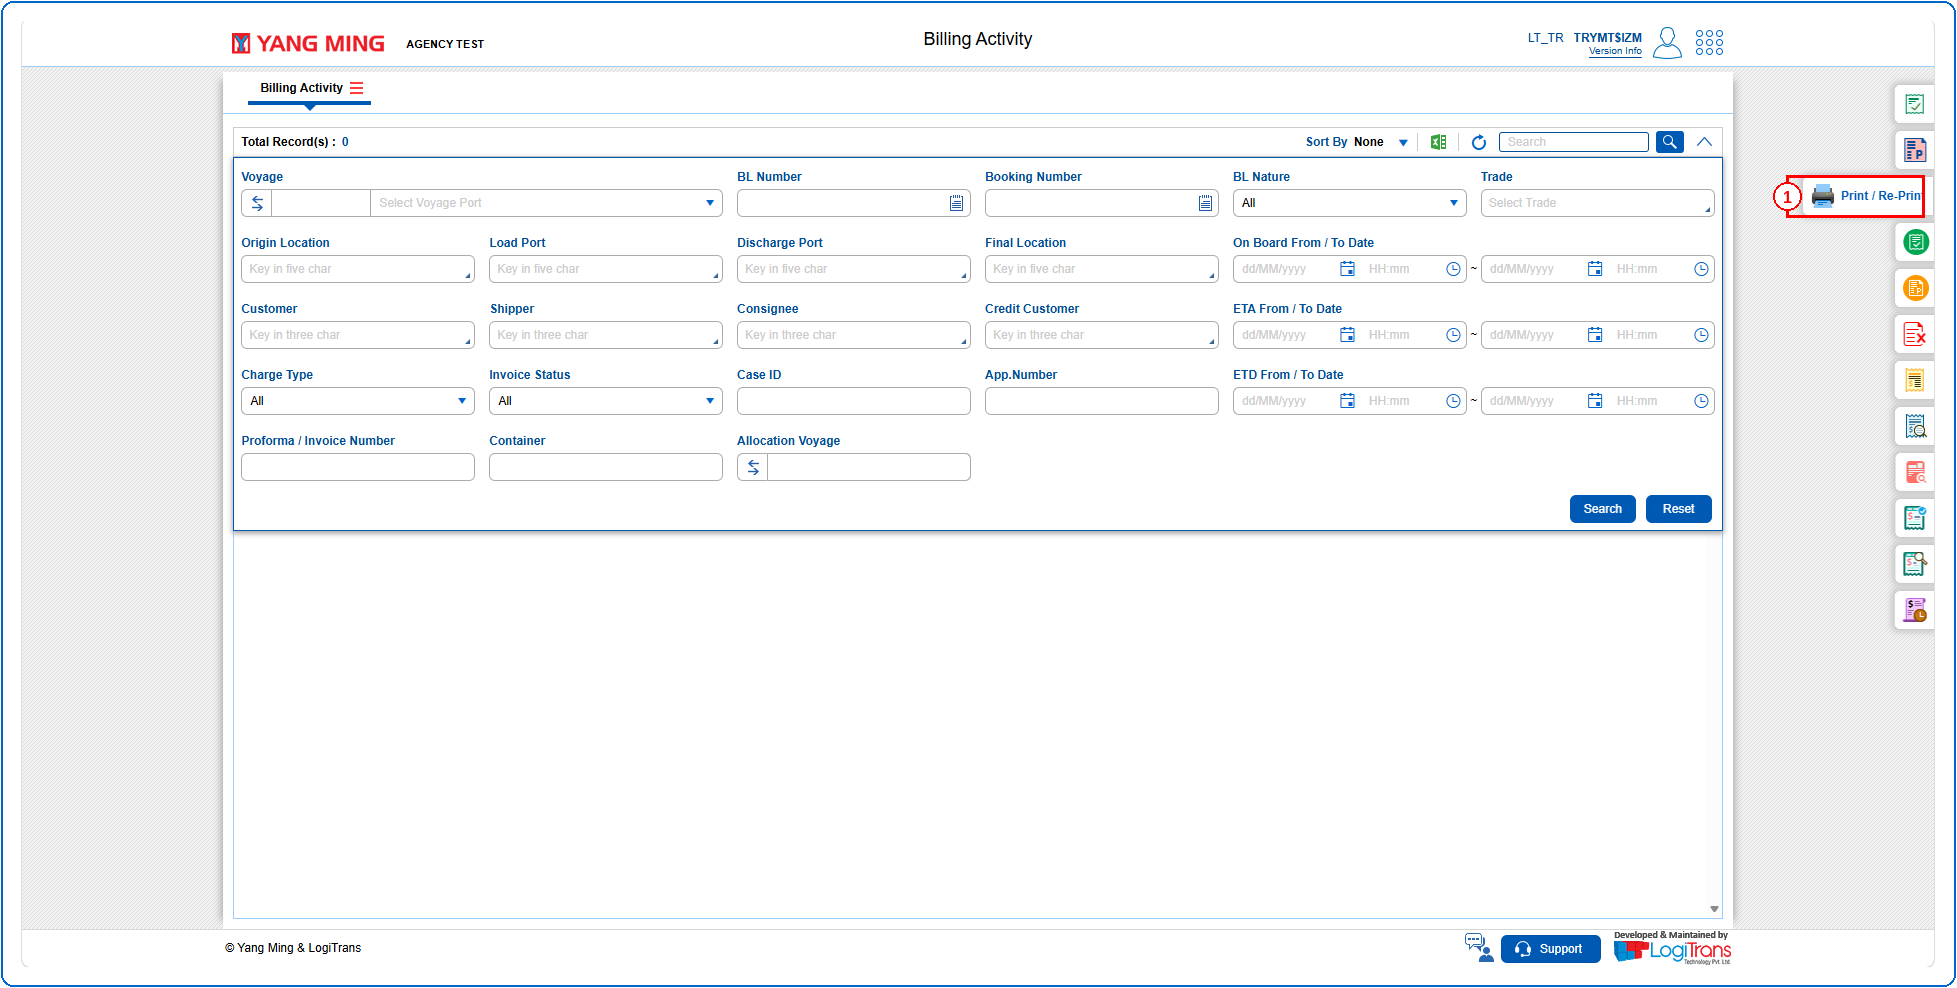 YANG MING
AGENCY TEST
Billing Activity
LT_TR TRYMT$IZM
Version Info
Billing Activity
Total Record(s) : 0
Sort By None
Search
Voyage
BL Number
Booking Number
BL Nature
Trade
Select Voyage Port
All
Select Trade
Origin Location
Load Port
Discharge Port
Final Location
On Board From / To Date
Key in five char
Key in five char
Key in five char
Key in five char
dd/MM/yyyy HH:mm ~ dd/MM/yyyy HH:mm
Customer
Shipper
Consignee
Credit Customer
ETA From / To Date
Key in three char
Key in three char
Key in three char
Key in three char
dd/MM/yyyy HH:mm ~ dd/MM/yyyy HH:mm
Charge Type
Invoice Status
Case ID
App.Number
ETD From / To Date
All
All
dd/MM/yyyy HH:mm ~ dd/MM/yyyy HH:mm
Proforma / Invoice Number
Container
Allocation Voyage
Search
Reset
1
Print / Re-Prin
© Yang Ming & LogiTrans
Support
Developed & Maintained by
LogiTrans
Technology Pvt. Ltd.